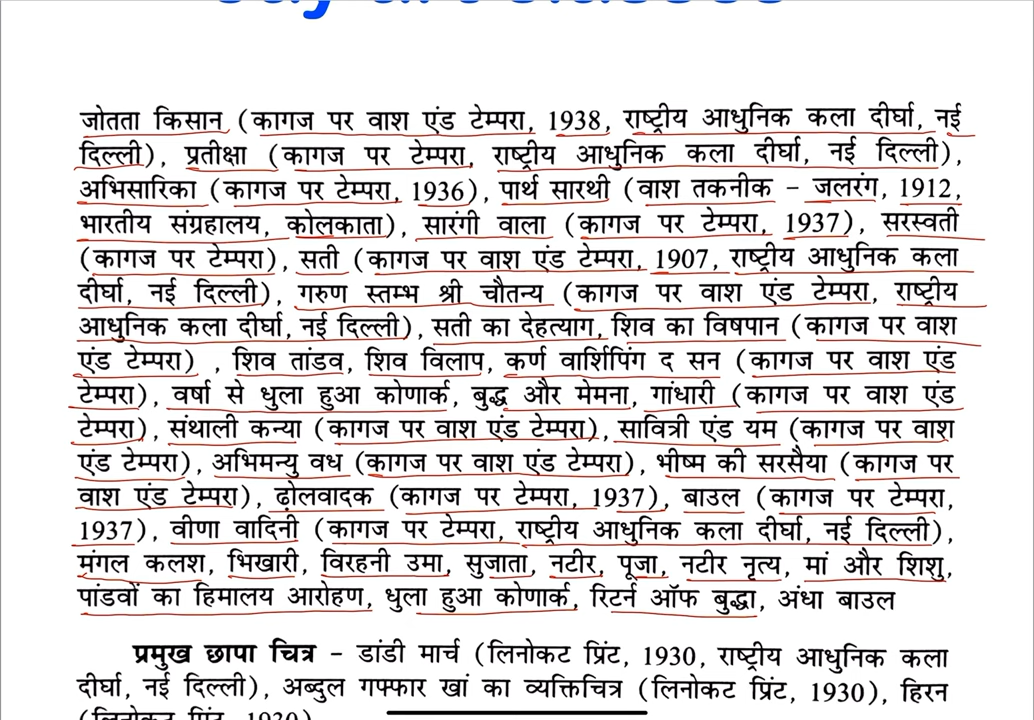 जोतता किसान (कागज पर वाश एंड टेम्परा, 1938, राष्ट्रीय आधुनिक कला दीर्घा, नई
दिल्ली), प्रतीक्षा (कागज पर टेम्परा, राष्ट्रीय आधुनिक कला दीर्घा, नई दिल्ली),
अभिसारिका (कागज पर टेम्परा, 1936), पार्थ सारथी (वाश तकनीक – जलरंग, 1912,
भारतीय संग्रहालय, कोलकाता), सारंगी वाला (कागज पर टेम्परा, 1937), सरस्वती
(कागज पर टेम्परा), सती (कागज पर वाश एंड टेम्परा, 1907, राष्ट्रीय आधुनिक कला
दीर्घा, नई दिल्ली), गरुण स्तम्भ श्री चौतन्य (कागज पर वाश एंड टेम्परा, राष्ट्रीय
आधुनिक कला दीर्घा, नई दिल्ली), सती का देहत्याग, शिव का विषपान (कागज पर वाश
एंड टेम्परा) , शिव तांडव, शिव विलाप, कर्ण वार्शिपिंग द सन (कागज पर वाश एंड
टेम्परा), वर्षा से धुला हुआ कोणार्क, बुद्ध और मेमना, गांधारी (कागज पर वाश एंड
टेम्परा), संथाली कन्या (कागज पर वाश एंड टेम्परा), सावित्री एंड यम (कागज पर वाश
एंड टेम्परा), अभिमन्यु वध (कागज पर वाश एंड टेम्परा), भीष्म की सरसैया (कागज पर
वाश एंड टेम्परा), ढ़ोलवादक (कागज पर टेम्परा, 1937), बाउल (कागज पर टेम्परा,
1937), वीणा वादिनी (कागज पर टेम्परा, राष्ट्रीय आधुनिक कला दीर्घा, नई दिल्ली),
मंगल कलश, भिखारी, विरहनी उमा, सुजाता, नटीर, पूजा, नटीर नृत्य, मां और शिशु,
पांडवों का हिमालय आरोहण, धुला हुआ कोणार्क, रिटर्न ऑफ बुद्धा, अंधा बाउल
प्रमुख छापा चित्र – डांडी मार्च (लिनोकट प्रिंट, 1930, राष्ट्रीय आधुनिक कला
दीर्घा, नई दिल्ली), अब्दुल गफ्फार खां का व्यक्तिचित्र (लिनोकट प्रिंट, 1930), हिरन
(लिनोकट प्रिंट, 1930)